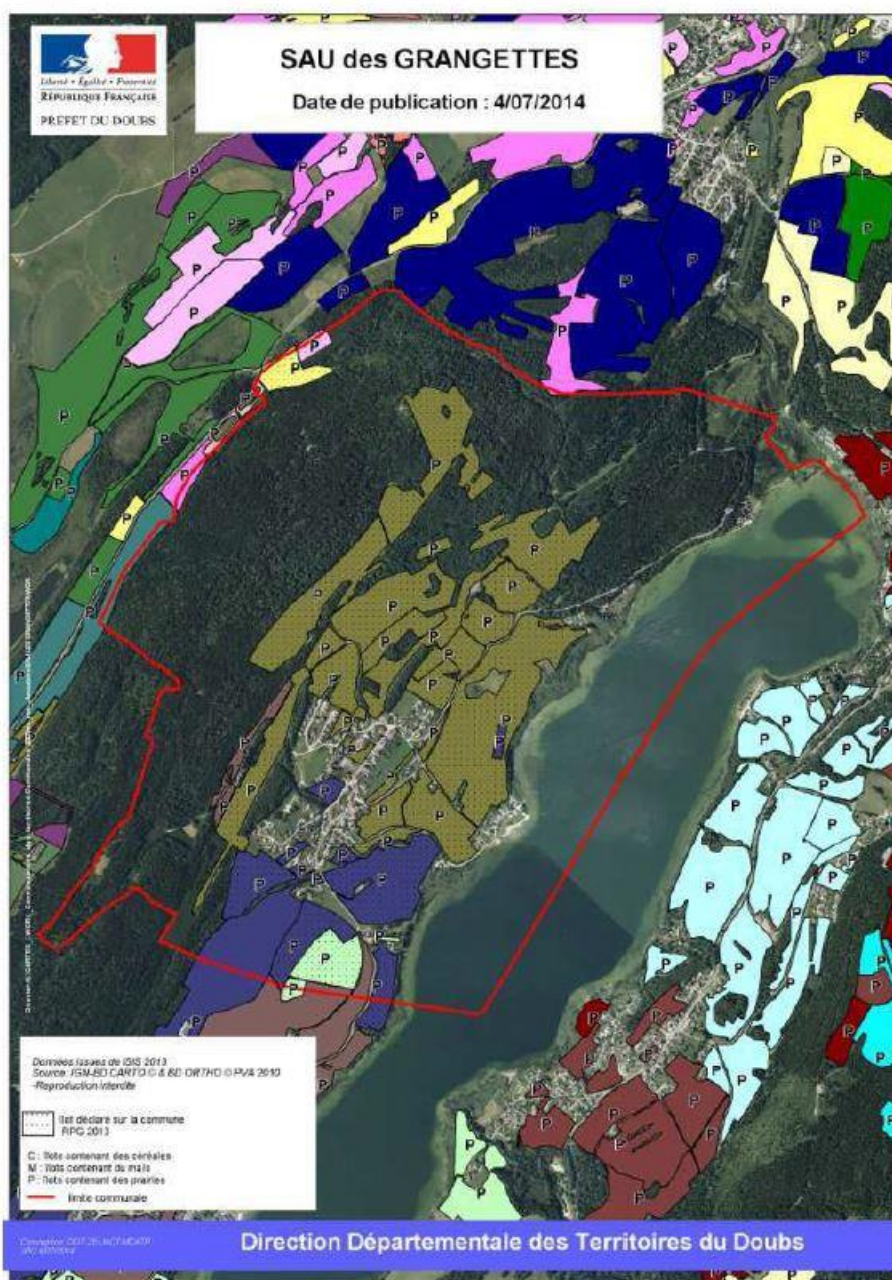 Liberté • Égalité • Fraternité
RÉPUBLIQUE FRANÇAISE
PREFET DU DOUBS
SAU des GRANGETTES
Date de publication : 4/07/2014
Données issues de ISIS 2013
Source: IGN-BD CARTO © & BD ORTHO © PVA 2010
-Reproduction interdite
Ilot déclaré sur la commune
RPG 2013
C : Ilots contenant des céréales
M : Ilots contenant du maïs
P : Ilots contenant des prairies
limite communale
Direction Départementale des Territoires du Doubs